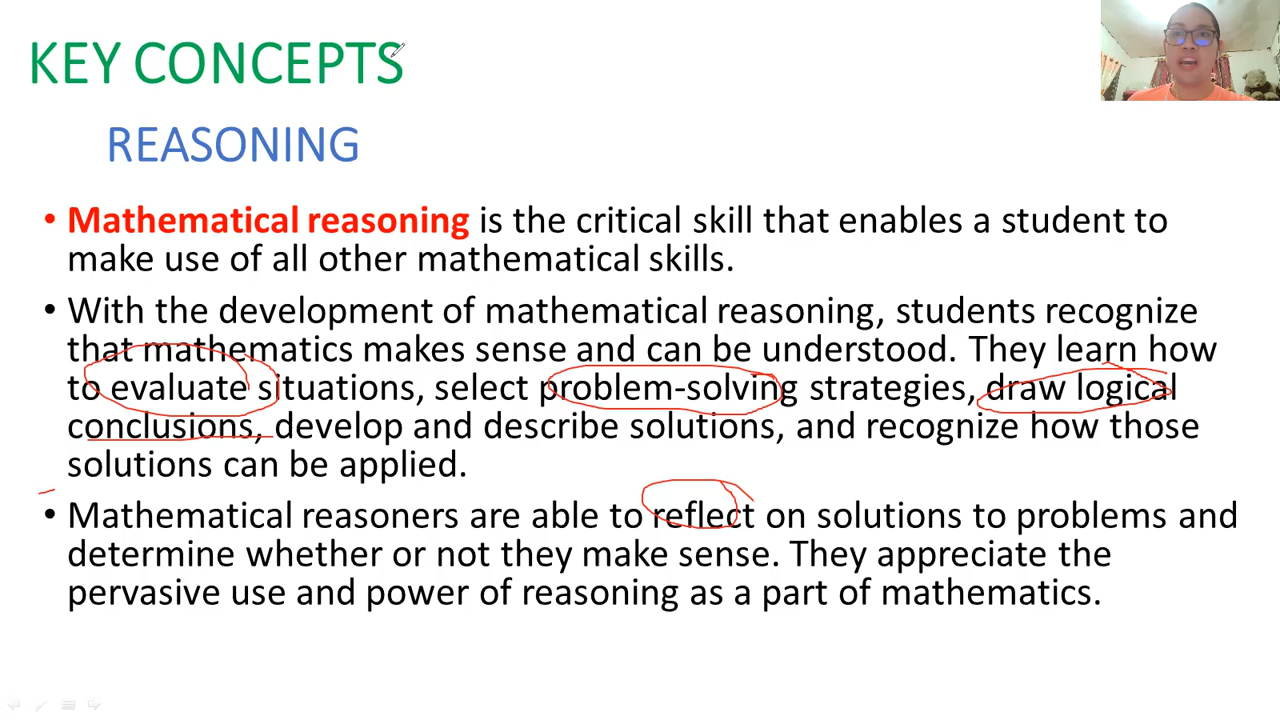 KEY CONCEPTS
REASONING
• Mathematical reasoning is the critical skill that enables a student to
make use of all other mathematical skills.
• With the development of mathematical reasoning, students recognize
that mathematics makes sense and can be understood. They learn how
to evaluate situations, select problem-solving strategies, draw logical
conclusions, develop and describe solutions, and recognize how those
solutions can be applied.
• Mathematical reasoners are able to reflect on solutions to problems and
determine whether or not they make sense. They appreciate the
pervasive use and power of reasoning as a part of mathematics.